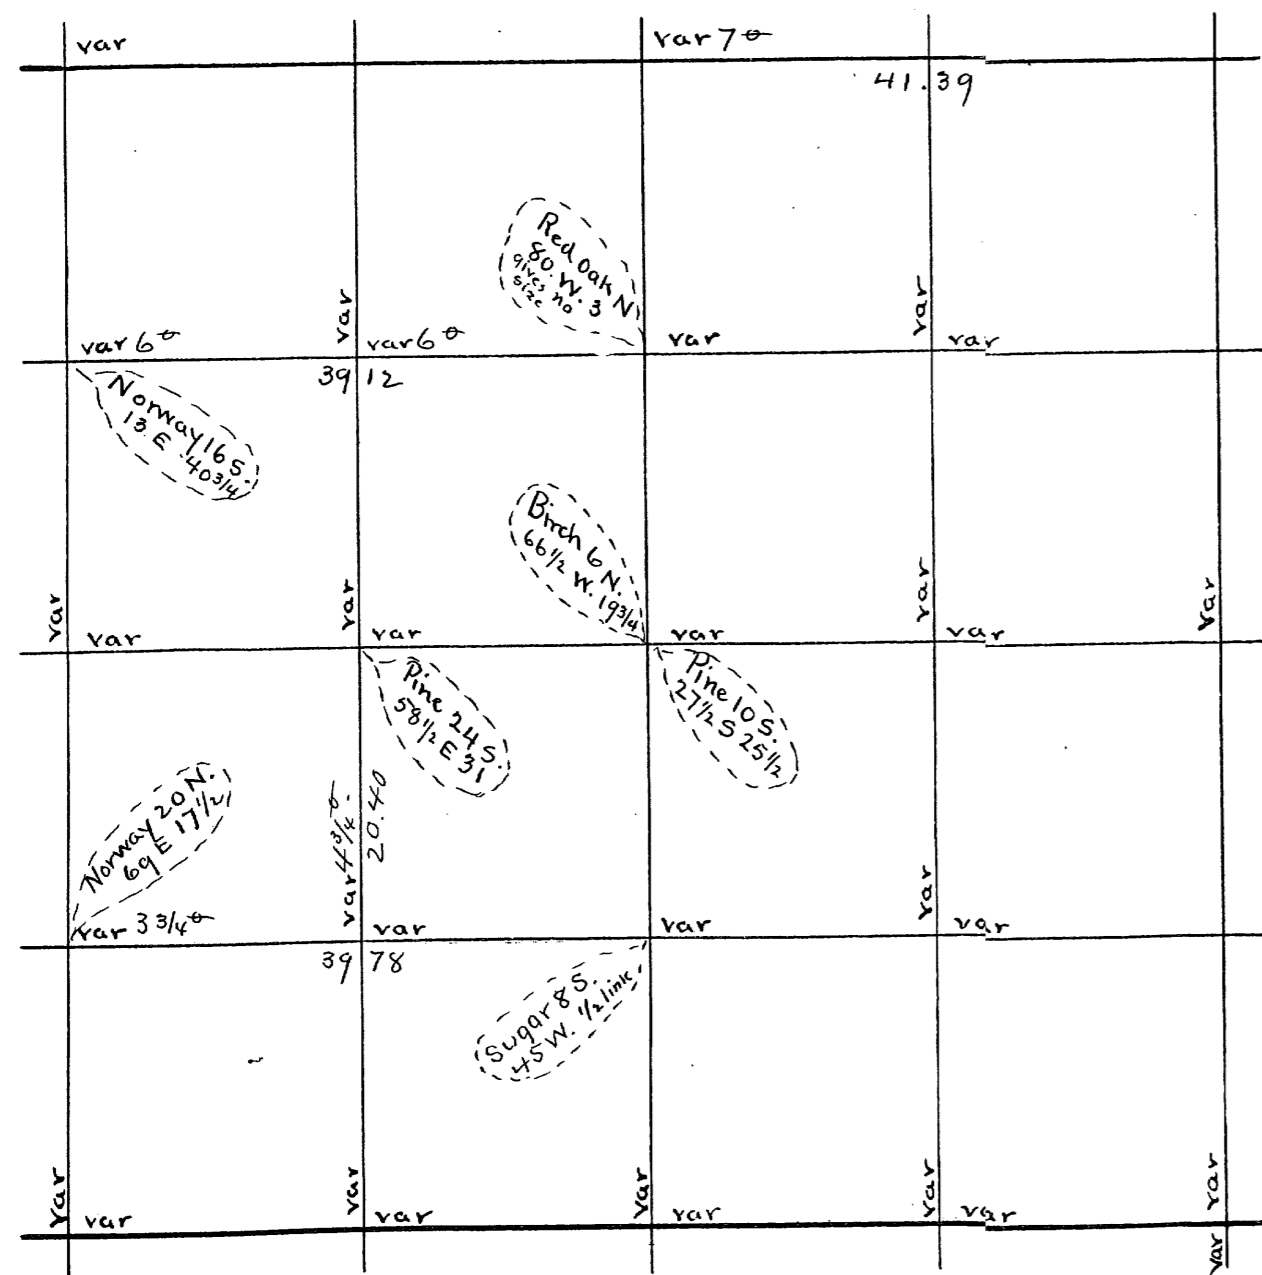 var
var 7°
41.39
Red Oak N
80. W. 3
gives no
size
var
var
var 6°
var 6°
var
var
39 12
Norway 16 S.
13. E. 40 3/4
Birch 6 N.
66 1/2 W. 19 3/4
var
var
var
var
var
var
var
var
Pine 24 S.
58 1/2 E 31
Pine 10 S.
27 1/2 S 25 1/2
Norway 20 N.
69 E 17 1/2
var 4 3/4°
20.40
var
var 3 3/4°
var
var
var
39 78
Sugar 8 S.
45 W. 1/2 link
var
var
var
var
var
var
var
var
var
var